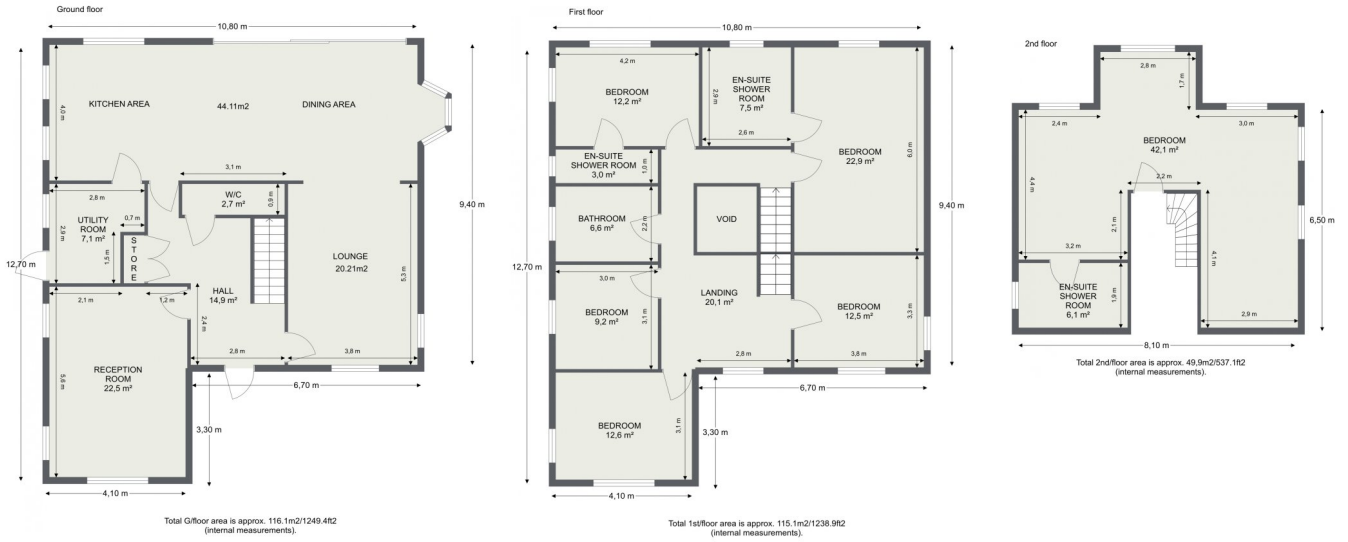 Ground floor
10,80 m
KITCHEN AREA
44.11m2
DINING AREA
4,0 m
3,1 m
2,8 m
W/C
2,7 m²
0,9 m
0,7 m
UTILITY
ROOM
7,1 m²
2,9 m
1,5 m
S
T
O
R
E
9,40 m
12,70 m
LOUNGE
20.21m2
5,3 m
HALL
14,9 m²
2,1 m
1,2 m
2,4 m
2,8 m
3,8 m
RECEPTION
ROOM
22,5 m²
5,6 m
6,70 m
3,30 m
4,10 m
Total G/floor area is approx. 116.1m2/1249.4ft2
(internal measurements).
First floor
10,80 m
4,2 m
BEDROOM
12,2 m²
2,9 m
EN-SUITE
SHOWER
ROOM
7,5 m²
2,6 m
BEDROOM
22,9 m²
6,0 m
EN-SUITE
SHOWER ROOM
3,0 m²
1,0 m
BATHROOM
6,6 m²
2,2 m
VOID
9,40 m
12,70 m
3,0 m
BEDROOM
9,2 m²
3,1 m
LANDING
20,1 m²
BEDROOM
12,5 m²
3,3 m
2,8 m
3,8 m
6,70 m
BEDROOM
12,6 m²
3,1 m
3,30 m
4,10 m
Total 1st/floor area is approx. 115.1m2/1238.9ft2
(internal measurements).
2nd floor
2,8 m
1,7 m
2,4 m
3,0 m
BEDROOM
42,1 m²
4,4 m
2,2 m
2,1 m
6,50 m
3,2 m
4,1 m
EN-SUITE
SHOWER
ROOM
6,1 m²
1,9 m
2,9 m
8,10 m
Total 2nd/floor area is approx. 49,9m2/537.1ft2
(internal measurements).